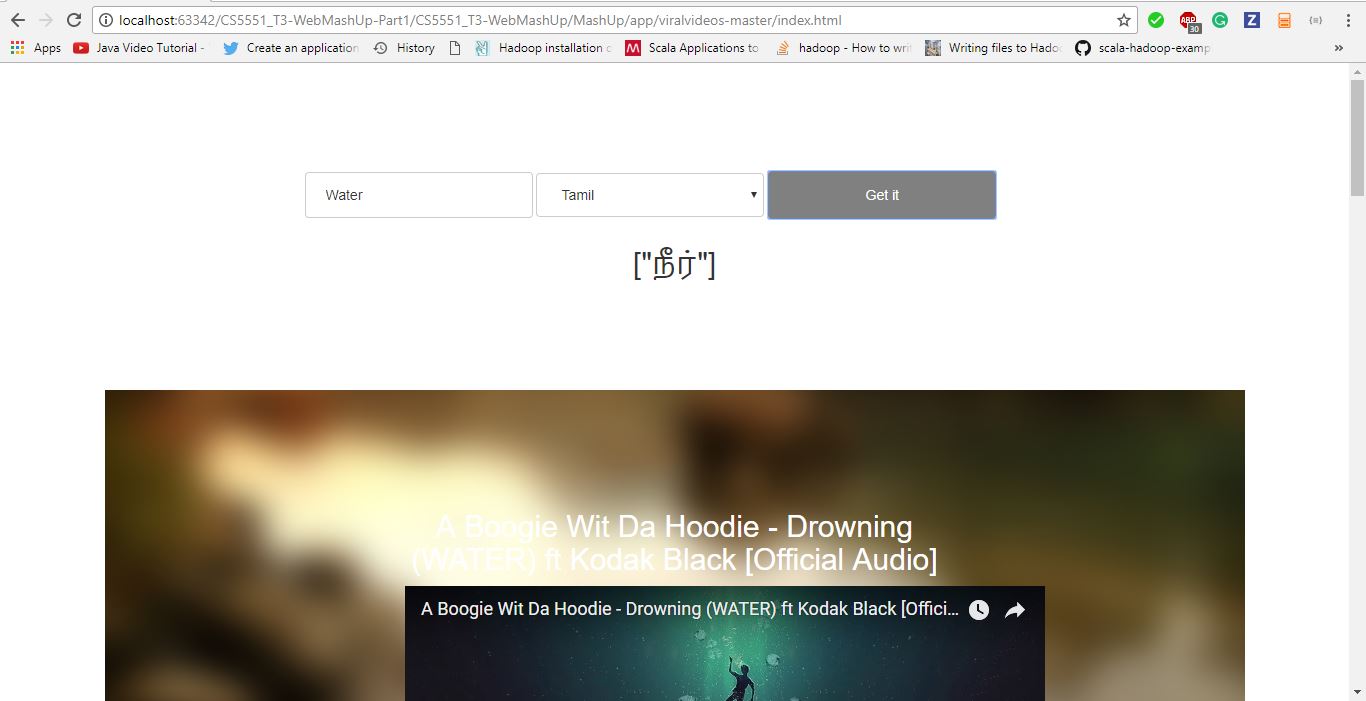 localhost:63342/CS5551_T3-WebMashUp-Part1/CS5551_T3-WebMashUp/MashUp/app/viralvideos-master/index.html
ABP
30
Z
Apps
Java Video Tutorial -
Create an application
History
Hadoop installation
M
Scala Applications to
hadoop - How to writ
Writing files to Hado
scala-hadoop-examp
»
Water
Tamil
Get it
["நீர்"]
A Boogie Wit Da Hoodie - Drowning
(WATER) ft Kodak Black [Official Audio]
A Boogie Wit Da Hoodie - Drowning (WATER) ft Kodak Black [Offici...